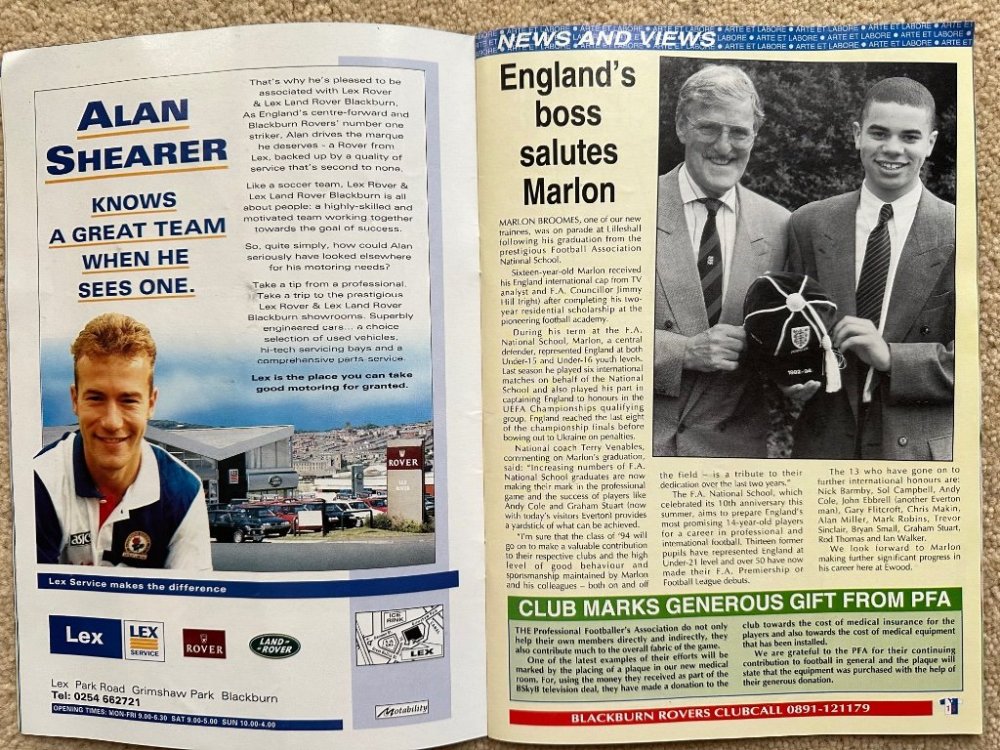 ALAN
SHEARER
KNOWS
A GREAT TEAM
WHEN HE
SEES ONE.
That's why he's pleased to be
associated with Lex Rover
& Lex Land Rover Blackburn.
As England's centre-forward and
Blackburn Rovers' number one
striker, Alan drives the marque
he deserves - a Rover from
Lex, backed up by a quality of
service that's second to none.
Like a soccer team, Lex Rover &
Lex Land Rover Blackburn is all
about people: a highly-skilled and
motivated team working together
towards the goal of success.
So, quite simply, how could Alan
seriously have looked elsewhere
for his motoring needs?
Take a tip from a professional.
Take a trip to the prestigious
Lex Rover & Lex Land Rover
Blackburn showrooms. Superbly
engineered cars... a choice
selection of used vehicles,
hi-tech servicing bays and a
comprehensive parts service.
Lex is the place you can take
good motoring for granted.
ROVER
asics
Lex Service makes the difference
Lex
LEX
SERVICE
ROVER
LAND-
ROVER
ICE
RINK
LEX
Lex Park Road Grimshaw Park Blackburn
Tel: 0254 662721
OPENING TIMES: MON-FRI 9.00-6.30 SAT 9.00-5.00 SUN 10.00-4.00
Motability
ARTE ET LABORE
NEWS AND VIEWS
England's
boss
salutes
Marlon
MARLON BROOMES, one of our new
trainees, was on parade at Lilleshall
following his graduation from the
prestigious Football Association
National School.
Sixteen-year-old Marlon received
his England international cap from TV
analyst and F.A. Councillor Jimmy
Hill (right) after completing his two-
year residential scholarship at the
pioneering football academy.
During his term at the F.A.
National School, Marlon, a central
defender, represented England at both
Under-15 and Under-16 youth levels.
Last season he played six international
matches on behalf of the National
School and also played his part in
captaining England to honours in the
UEFA Championships qualifying
group. England reached the last eight
of the championship finals before
bowing out to Ukraine on penalties.
National coach Terry Venables,
commenting on Marlon's graduation,
said: "Increasing numbers of F.A.
National School graduates are now
making their mark in the professional
game and the success of players like
Andy Cole and Graham Stuart (now
with today's visitors Everton) provides
a yardstick of what can be achieved.
"I'm sure that the class of '94 will
go on to make a valuable contribution
to their respective clubs and the high
level of good behaviour and
sportsmanship maintained by Marlon
and his colleagues – both on and off
the field – is a tribute to their
dedication over the last two years."
The F.A. National School, which
celebrated its 10th anniversary this
summer, aims to prepare England's
most promising 14-year-old players
for a career in professional and
international football. Thirteen former
pupils have represented England at
Under-21 level and over 50 have now
made their F.A. Premiership or
Football League debuts.
The 13 who have gone on to
further international honours are:
Nick Barmby, Sol Campbell, Andy
Cole, John Ebbrell (another Everton
man), Gary Flitcroft, Chris Makin,
Alan Miller, Mark Robins, Trevor
Sinclair, Bryan Small, Graham Stuart,
Rod Thomas and Ian Walker.
We look forward to Marlon
making further significant progress in
his career here at Ewood.
CLUB MARKS GENEROUS GIFT FROM PFA
THE Professional Footballer's Association do not only
help their own members directly and indirectly, they
also contribute much to the overall fabric of the game.
One of the latest examples of their efforts will be
marked by the placing of a plaque in our new medical
room. For, using the money they received as part of the
BSkyB television deal, they have made a donation to the
club towards the cost of medical insurance for the
players and also towards the cost of medical equipment
that has been installed.
We are grateful to the PFA for their continuing
contribution to football in general and the plaque will
state that the equipment was purchased with the help of
their generous donation.
BLACKBURN ROVERS CLUBCALL 0891-121179